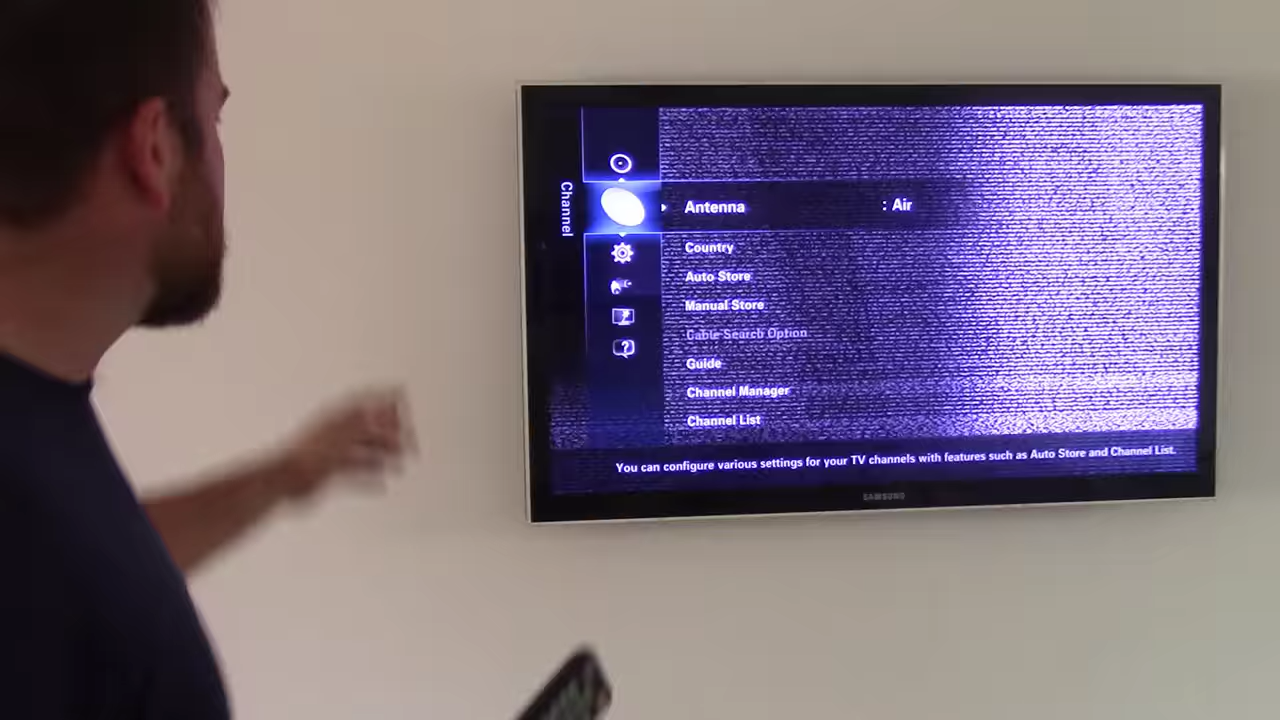 Channel
Antenna : Air
Country
Auto Store
Manual Store
Cable Search Option
Guide
Channel Manager
Channel List
You can configure various settings for your TV channels with features such as Auto Store and Channel List.
SAMSUNG